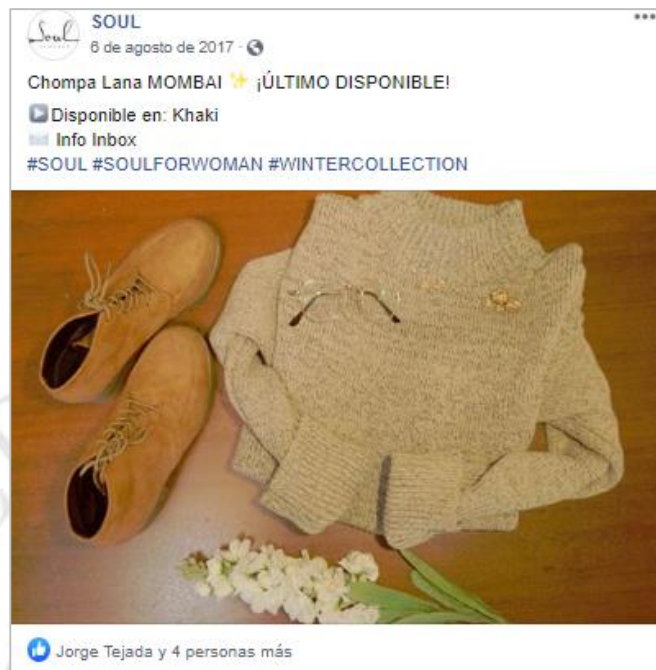 Soul
SOUL
6 de agosto de 2017 ·
Chompa Lana MOMBAI ✨ ¡ÚLTIMO DISPONIBLE!
▶️Disponible en: Khaki
📨 Info Inbox
#SOUL #SOULFORWOMAN #WINTERCOLLECTION
Jorge Tejada y 4 personas más